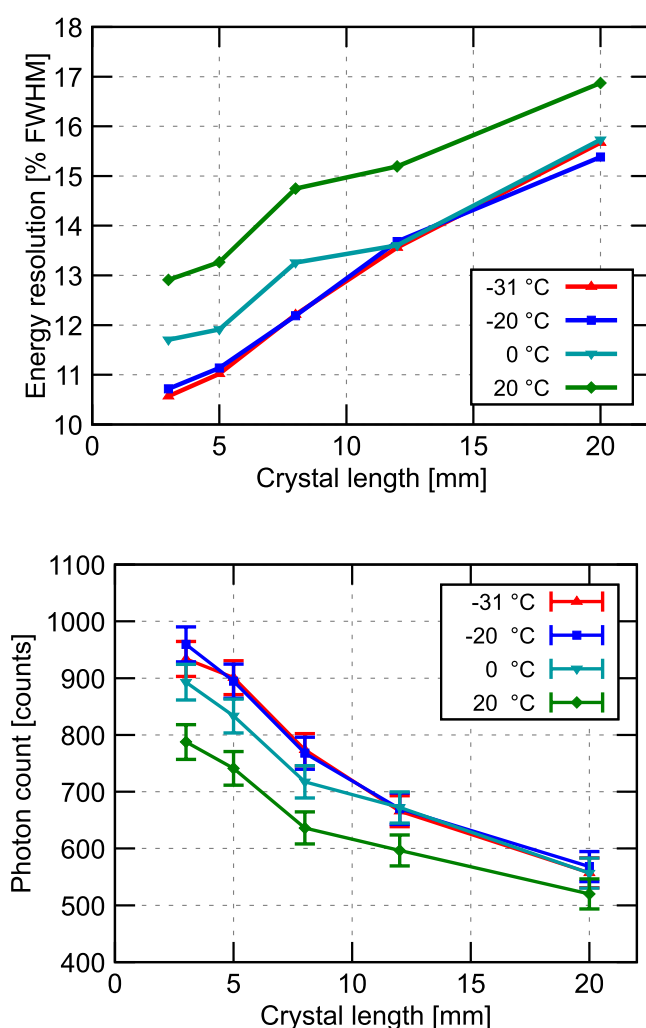 18
17
16
15
14
13
12
11
10
Energy resolution [% FWHM]
-31 °C
-20 °C
0 °C
20 °C
0 5 10 15 20
Crystal length [mm]
1100
1000
900
800
700
600
500
400
Photon count [counts]
-31 °C
-20 °C
0 °C
20 °C
0 5 10 15 20
Crystal length [mm]